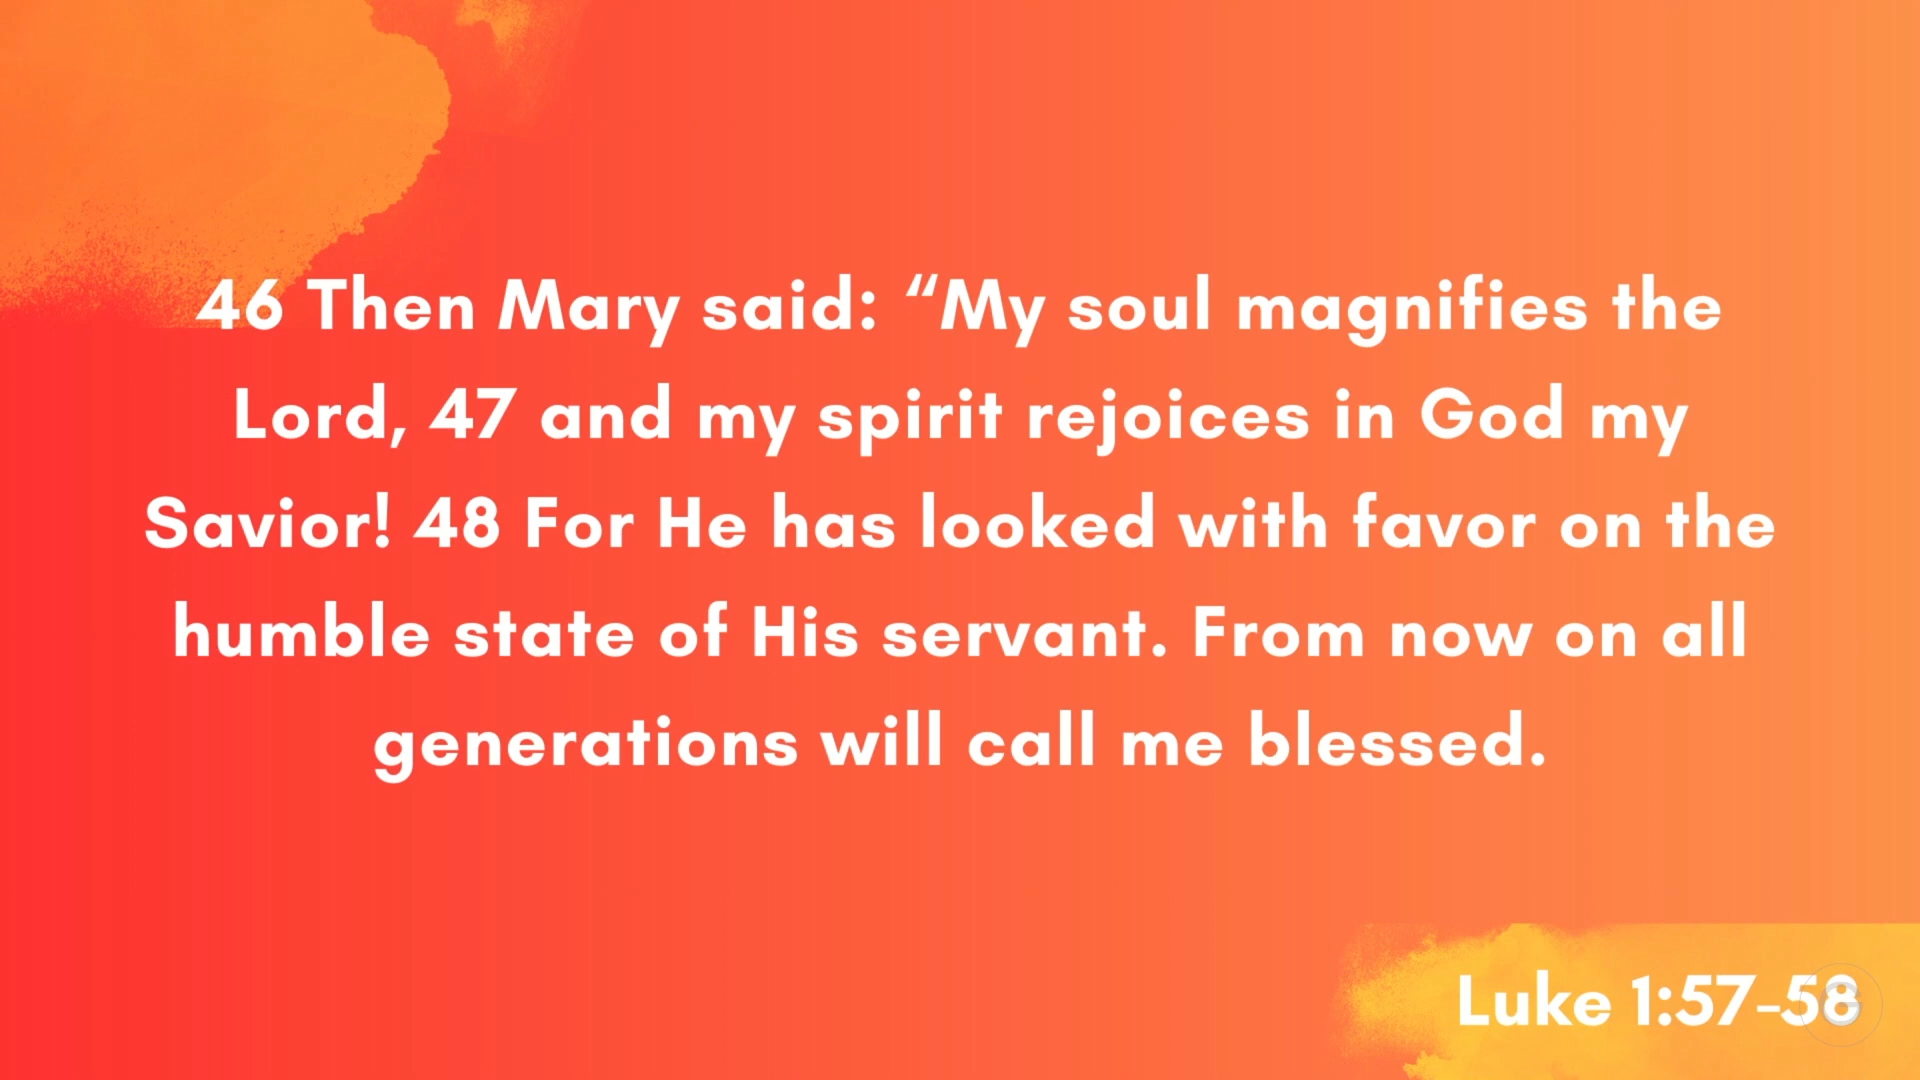 46 Then Mary said: “My soul magnifies the
Lord, 47 and my spirit rejoices in God my
Savior! 48 For He has looked with favor on the
humble state of His servant. From now on all
generations will call me blessed.
Luke 1:57-58